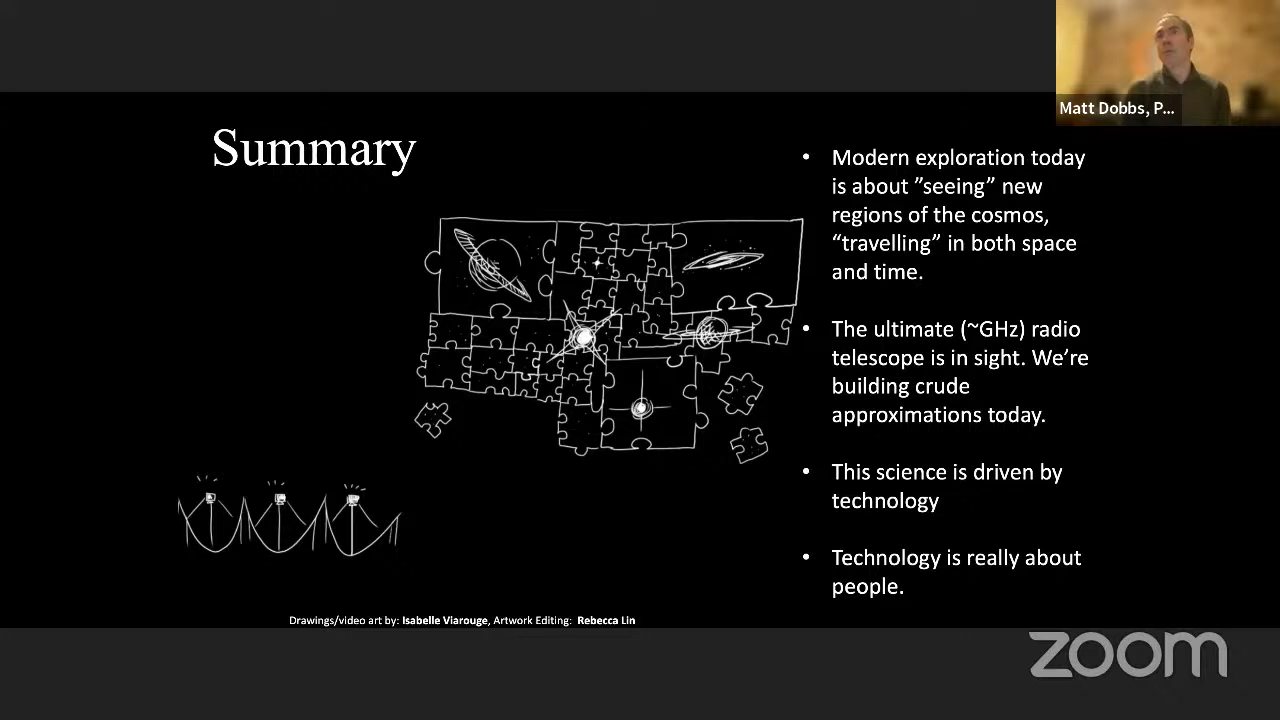 Matt Dobbs, P...
Summary
• Modern exploration today
is about ”seeing” new
regions of the cosmos,
“travelling” in both space
and time.
• The ultimate (~GHz) radio
telescope is in sight. We’re
building crude
approximations today.
• This science is driven by
technology
• Technology is really about
people.
Drawings/video art by: Isabelle Viarouge, Artwork Editing: Rebecca Lin
zoom